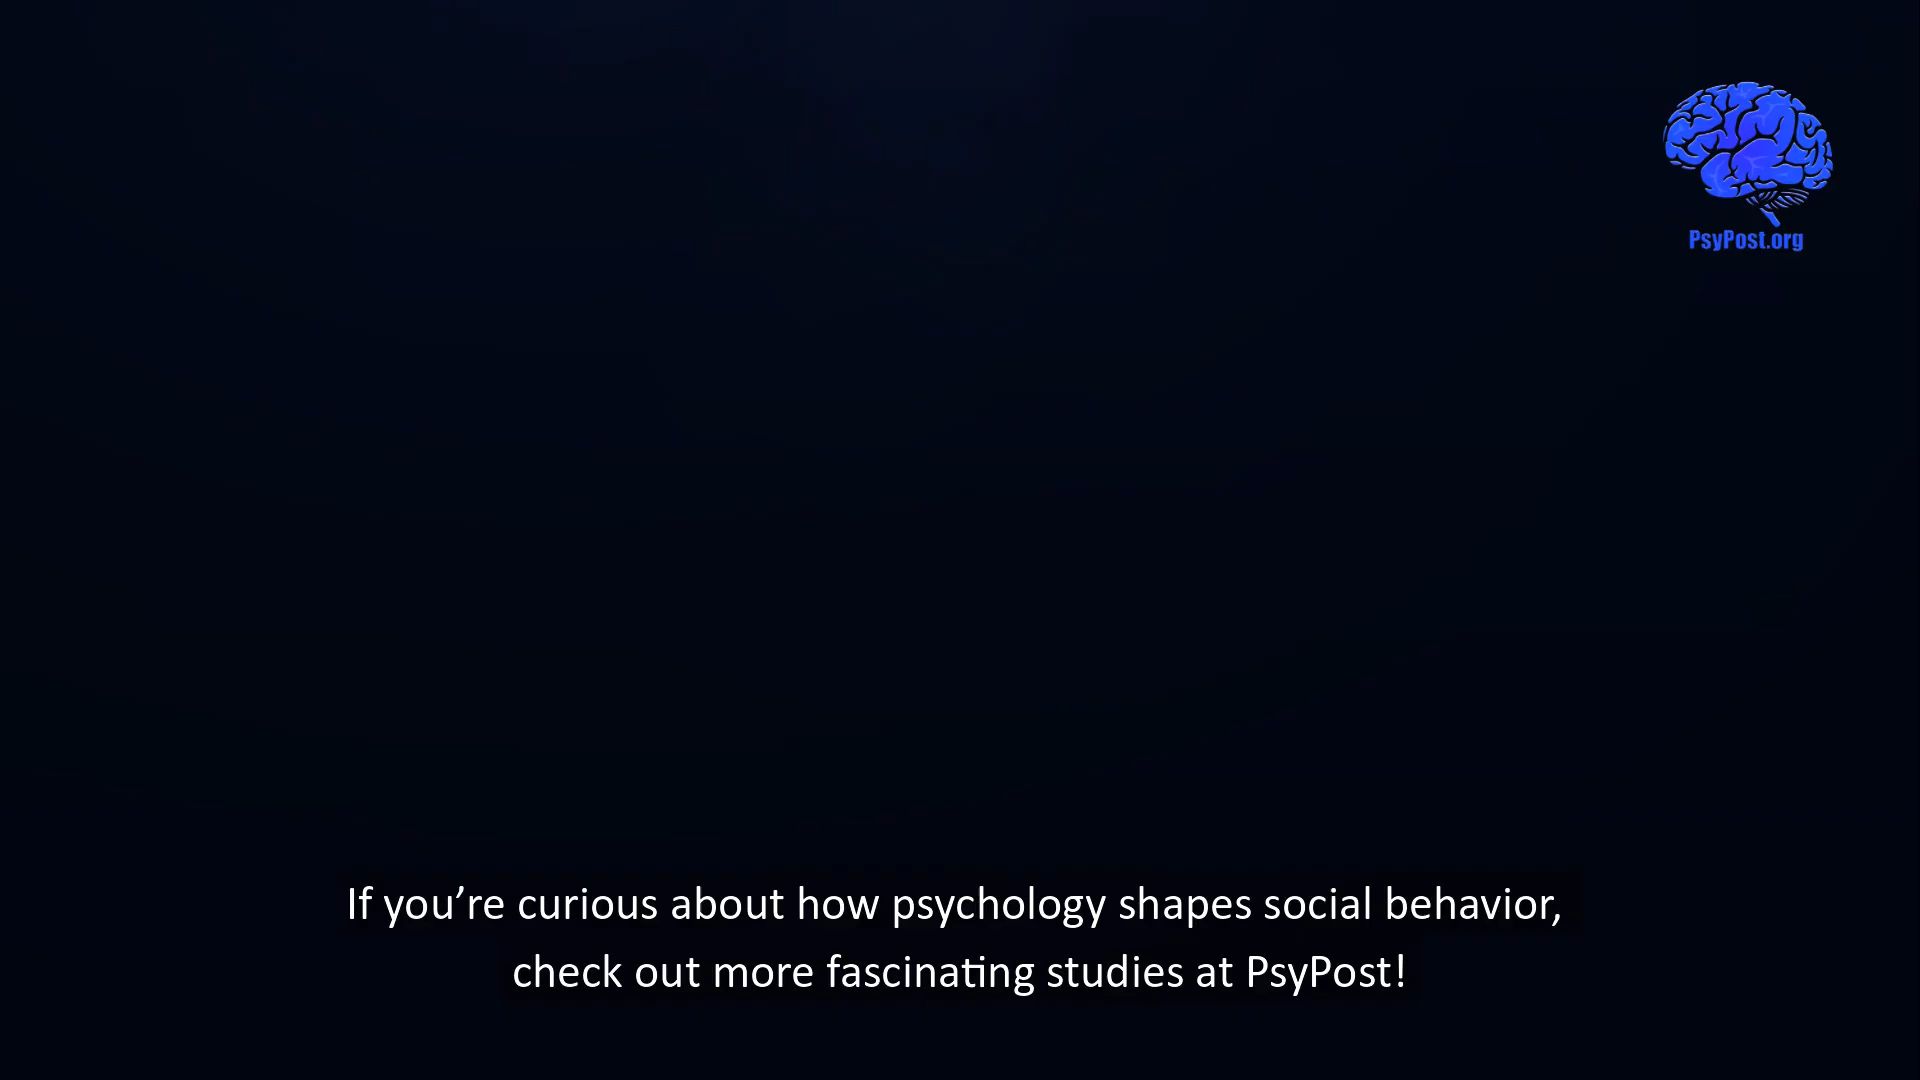 PsyPost.org
If you’re curious about how psychology shapes social behavior,
check out more fascinating studies at PsyPost!